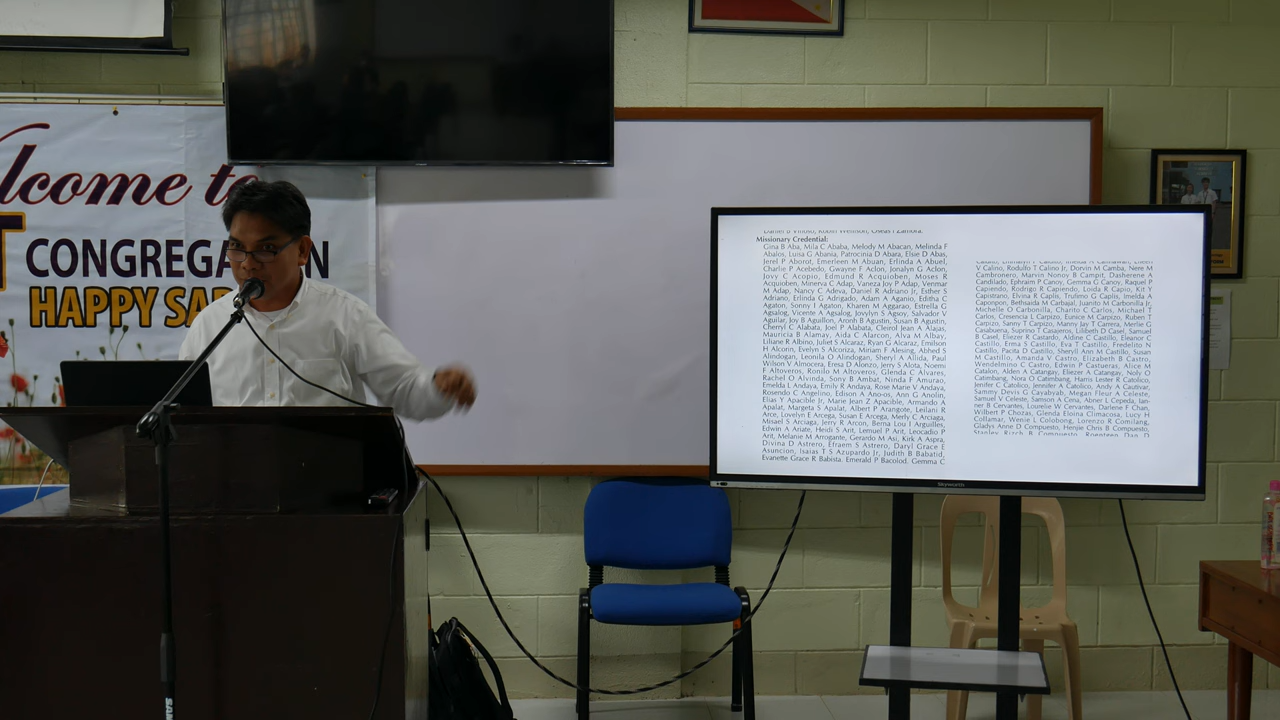 lcome to
T CONGREGA N
HAPPY SAB
Missionary Credential:
Gina B Aba, Mila C Ababa, Melody M Abacan, Melinda F
Abalos, Luisa G Abania, Patrocinia D Abara, Elsie D Abas,
Jerel P Aborot, Emerleen M Abuan, Erlinda A Abuel,
Charlie P Acebedo, Gwayne F Aclon, Jonalyn G Aclon,
Jovy C Acopio, Edmund R Acquioben, Moses R
Acquioben, Minerva C Adap, Vaneza Joy P Adap, Venmar
M Adap, Nancy C Adeva, Daniel R Adriano Jr, Esther S
Adriano, Erlinda G Adrigado, Adam A Aganio, Editha C
Agaton, Sonny I Agaton, Kharen M Aggarao, Estrella G
Agsalog, Vicente A Agsalog, Jovylyn S Agsoy, Salvador V
Aguilar, Joy B Aguillon, Aronh B Agustin, Susan B Agustin,
Cherryl C Alabata, Joel P Alabata, Cleirol Jean A Alajas,
Mauricia B Alamay, Aida C Alarcon, Alva M Albay,
Liliane R Albino, Juliet S Alcaraz, Ryan G Alcaraz, Emilson
H Alcorin, Evelyn S Alcoriza, Miriam F Alesing, Abhed S
Alindogan, Leonila O Alindogan, Sheryl A Allida, Paul
Wilson V Almocera, Eresa D Alonzo, Jerry S Alota, Noemi
F Altioveros, Ronilo M Altoveros, Glenda C Alvares,
Rachel O Alvinda, Sony B Ambat, Ninda F Amurao,
Emelda L Andaya, Emily R Andaya, Rose Marie V Andaya,
Rosendo C Angelino, Edison A Ano-os, Ann G Anolin,
Elias Y Apacible Jr, Marie Jean Z Apacible, Armando A
Apalat, Margeta S Apalat, Albert P Arangote, Leilani R
Arce, Lovelyn E Arcega, Susan E Arcega, Merly C Arciaga,
Misael S Arciaga, Jerry R Arcon, Berna Lou I Arguilles,
Edwin A Ariate, Heidi S Arit, Lemuel P Arit, Leocadio P
Arit, Melanie M Arrogante, Gerardo M Asi, Kirk A Aspra,
Divina D Astrero, Efraem S Astrero, Daryl Grace E
Asuncion, Isaias T S Azupardo Jr, Judith B Babatid,
Evanette Grace R Babista, Emerald P Bacolod, Gemma C
V Calino, Rodulfo T Calino Jr, Dorvin M Camba, Nere M
Cambronero, Marvin Nonoy B Campit, Dasherene A
Candilado, Ephraim P Canoy, Gemma G Canoy, Raquel P
Capiendo, Rodrigo R Capiendo, Loida R Capio, Kit Y
Capistrano, Elvira R Caplis, Trufimo G Caplis, Imelda A
Caponpon, Bethsaida M Carbajal, Juanito M Carbonilla Jr,
Michelle O Carbonilla, Charito C Carlos, Michael T
Carlos, Cresencia L Carpizo, Eunice M Carpizo, Ruben T
Carpizo, Sanny T Carpizo, Manny Jay T Carrera, Merlie G
Casabuena, Suprino T Casajeros, Lilibeth D Casel, Samuel
B Casel, Eliezer R Castardo, Aldine C Castillo, Eleanor C
Castillo, Erma S Castillo, Eva T Castillo, Fredelito N
Castillo, Pacita D Castillo, Sheryll Ann M Castillo, Susan
M Castillo, Amanda V Castro, Elizabeth B Castro,
Wendelmino C Castro, Edwin P Castueras, Alice M
Catalon, Alden A Catangay, Eliezer A Catangay, Noly O
Catimbang, Nora O Catimbang, Harris Lester R Catolico,
Jenifer C Catolico, Jennifer A Catolico, Andy A Cautivar,
Sammy Devis G Cayabyab, Megan Fleur A Celeste,
Samuel V Celeste, Samson A Cena, Abner L Cepeda,
B Cervantes, Lourelie W Cervantes, Darlene F Chan,
Wilbert P Chozas, Glenda Eloina Climacosa, Lucy H
Collamar, Wenie L Colobong, Lorenzo R Comilang,
Gladys Anne D Compuesto, Henjie Chris B Compuesto,
Skyworth